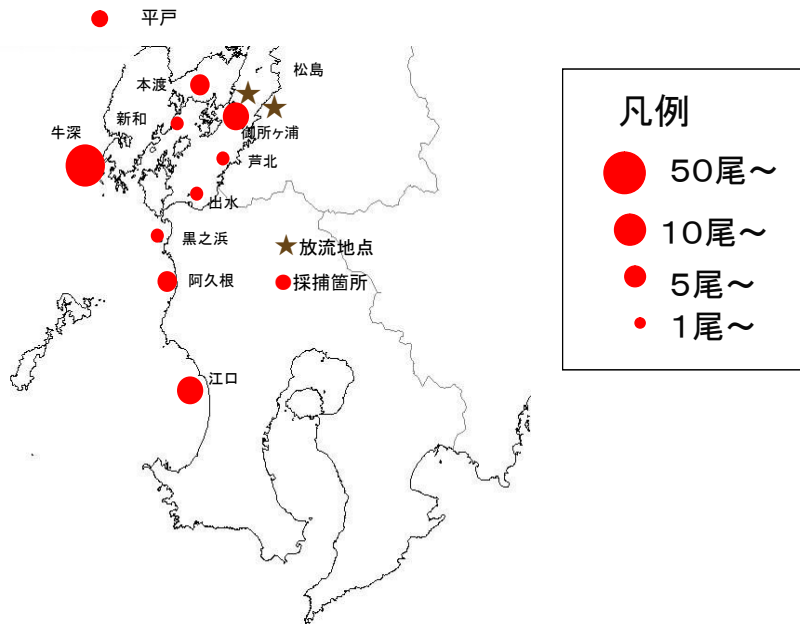 平戸
松島
本渡
新和
牛深
御所ヶ浦
芦北
出水
黒之浜
★放流地点
阿久根
●採捕箇所
江口
凡例
50尾～
10尾～
5尾～
1尾～